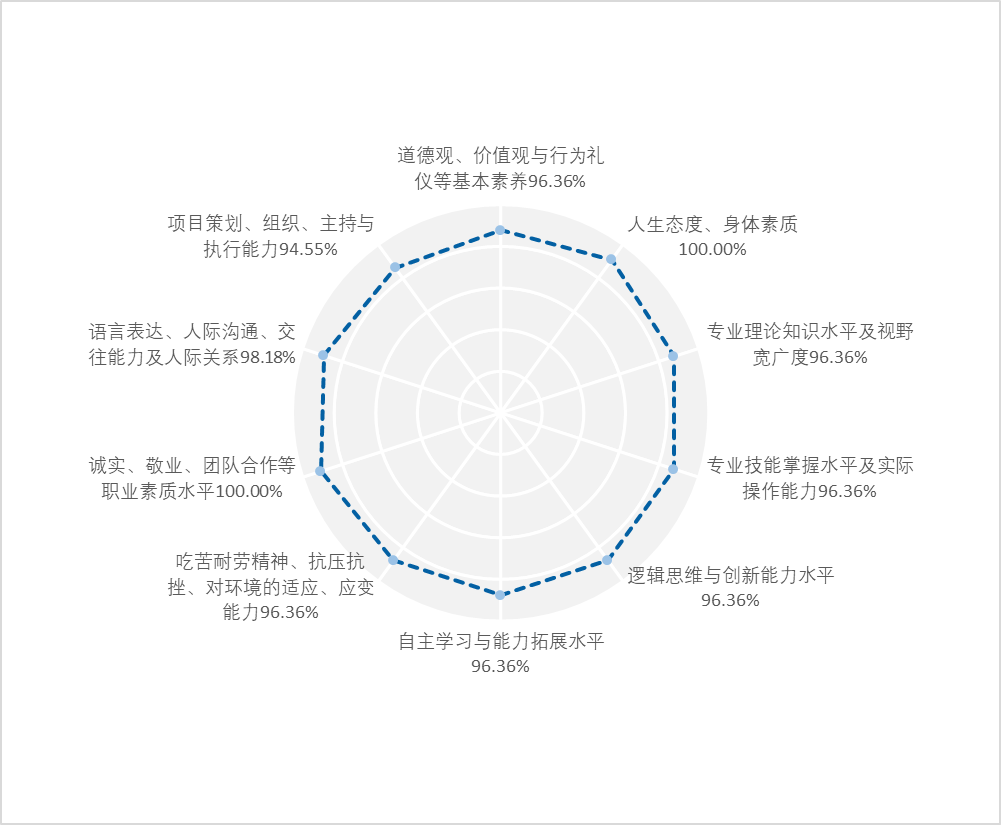 道德观、价值观与行为礼
仪等基本素养96.36%
人生态度、身体素质
100.00%
专业理论知识水平及视野
宽广度96.36%
专业技能掌握水平及实际
操作能力96.36%
逻辑思维与创新能力水平
96.36%
自主学习与能力拓展水平
96.36%
吃苦耐劳精神、抗压抗
挫、对环境的适应、应变
能力96.36%
诚实、敬业、团队合作等
职业素质水平100.00%
语言表达、人际沟通、交
往能力及人际关系98.18%
项目策划、组织、主持与
执行能力94.55%